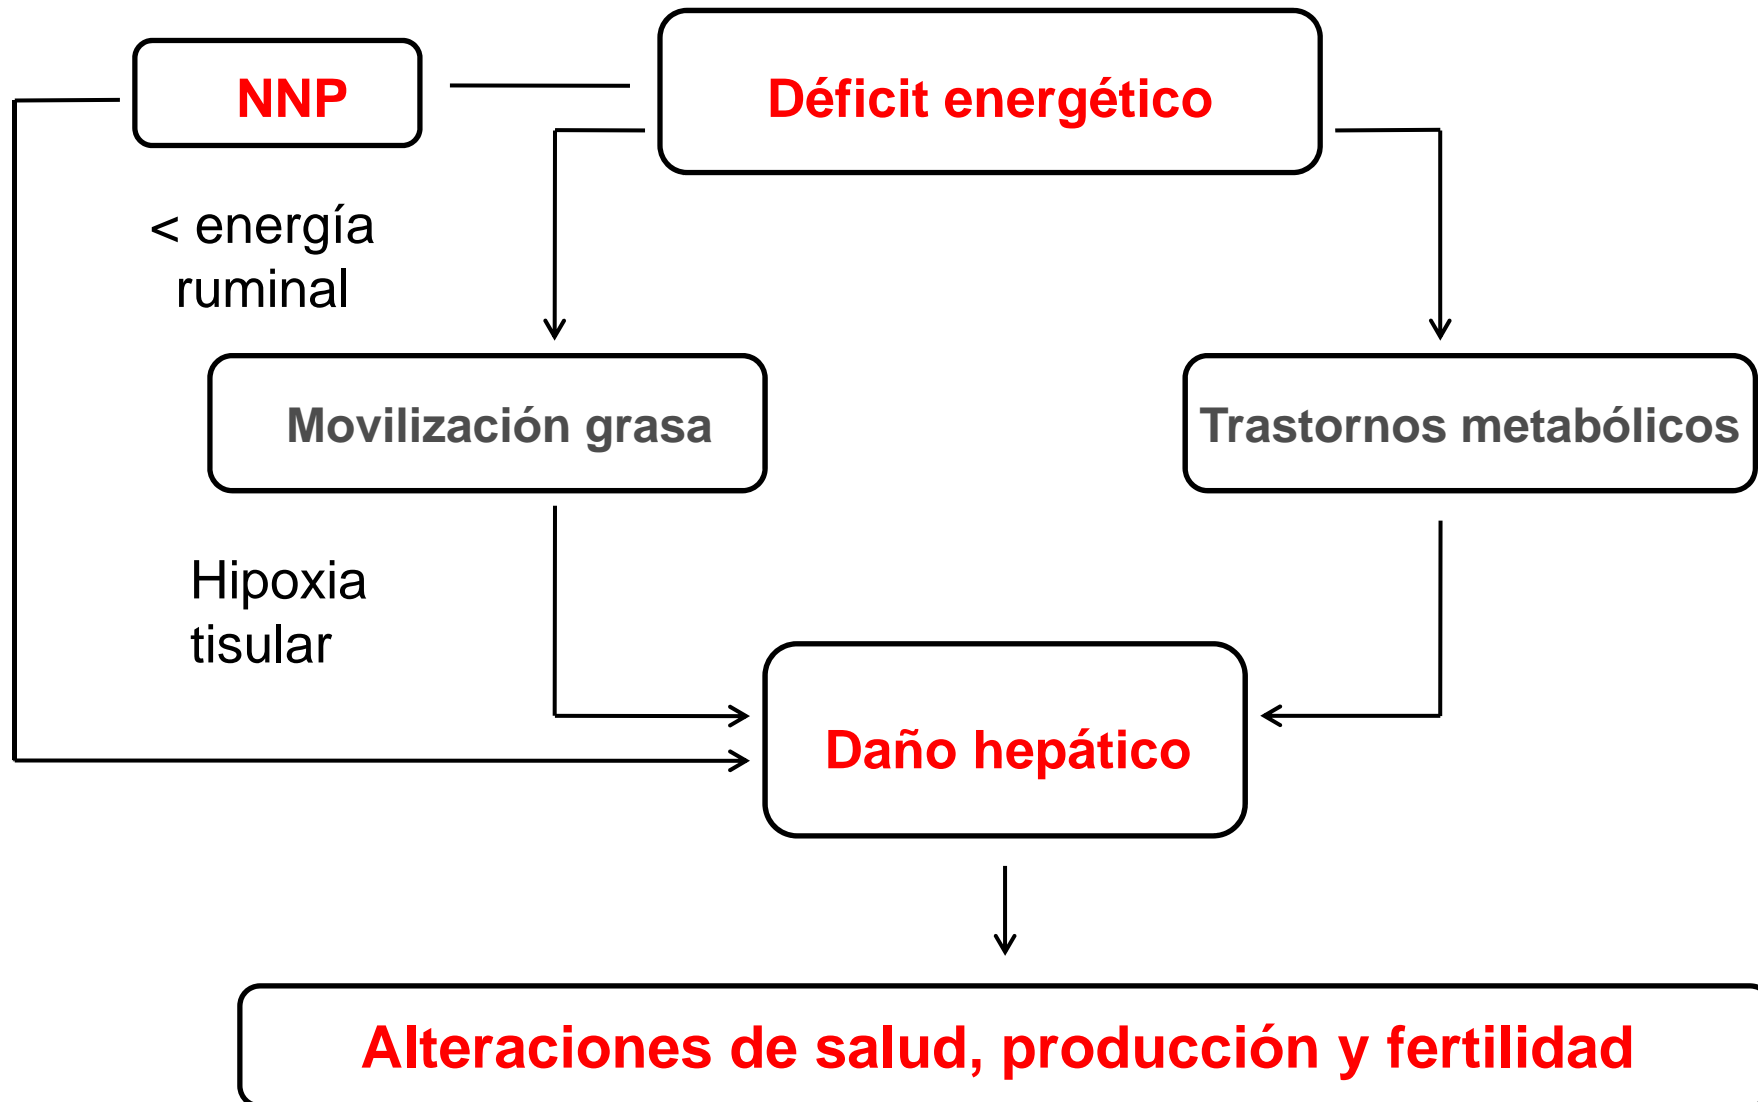 NNP
Déficit energético
< energía
ruminal
Movilización grasa
Trastornos metabólicos
Hipoxia
tisular
Daño hepático
Alteraciones de salud, producción y fertilidad